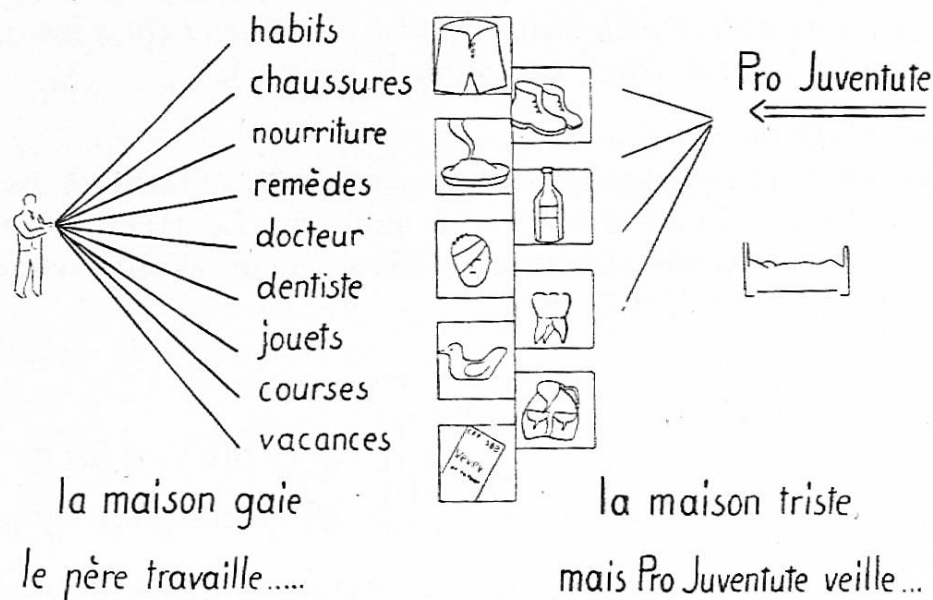 habits
chaussures
nourriture
remèdes
docteur
dentiste
jouets
courses
vacances
Pro Juventute
VEVEY
la maison gaie
la maison triste,
le père travaille.....
mais Pro Juventute veille...